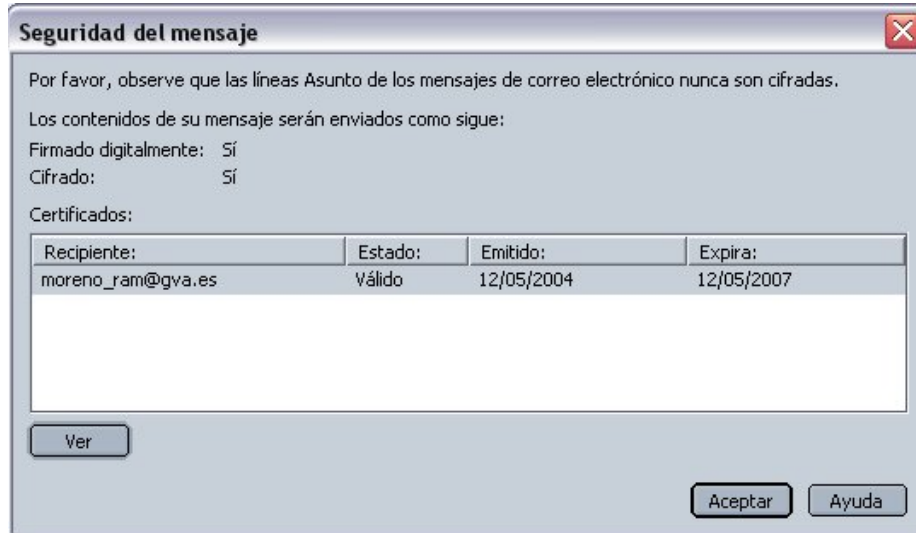 Seguridad del mensaje
Por favor, observe que las líneas Asunto de los mensajes de correo electrónico nunca son cifradas.
Los contenidos de su mensaje serán enviados como sigue:
Firmado digitalmente: Sí
Cifrado: Sí
Certificados:
Recipiente: Estado: Emitido: Expira:
moreno_ram@gva.es Válido 12/05/2004 12/05/2007
Ver
Aceptar Ayuda